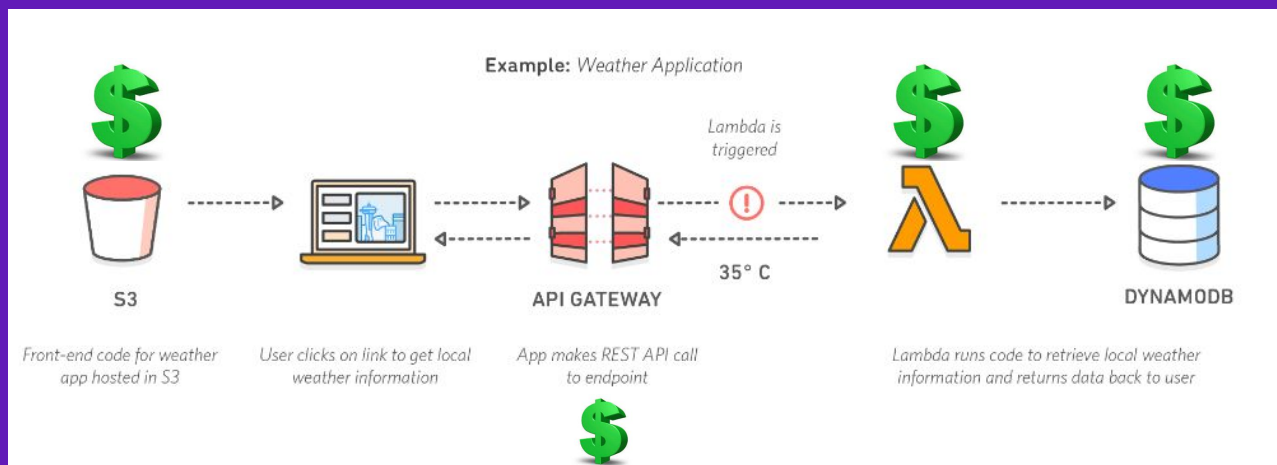 Example: Weather Application
Lambda is
triggered
35° C
S3
API GATEWAY
DYNAMODB
Front-end code for weather
app hosted in S3
User clicks on link to get local
weather information
App makes REST API call
to endpoint
Lambda runs code to retrieve local weather
information and returns data back to user